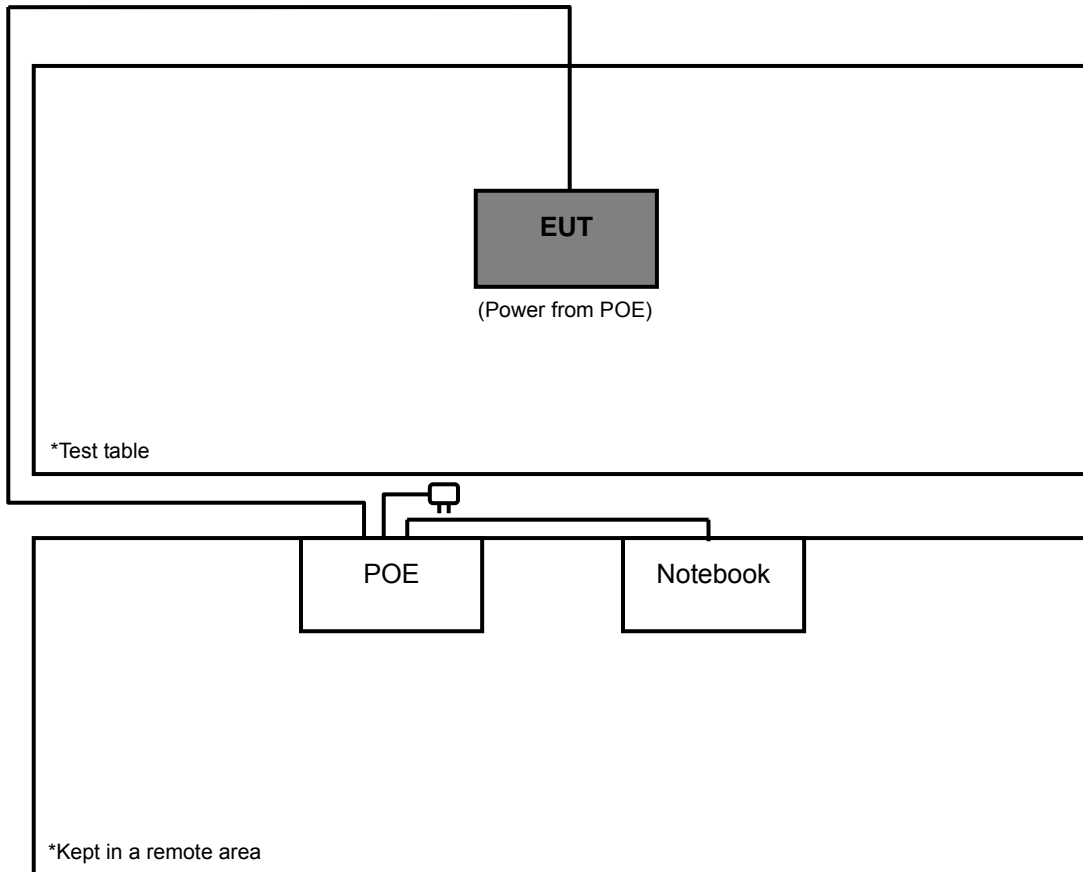 EUT
(Power from POE)
*Test table
POE
Notebook
*Kept in a remote area